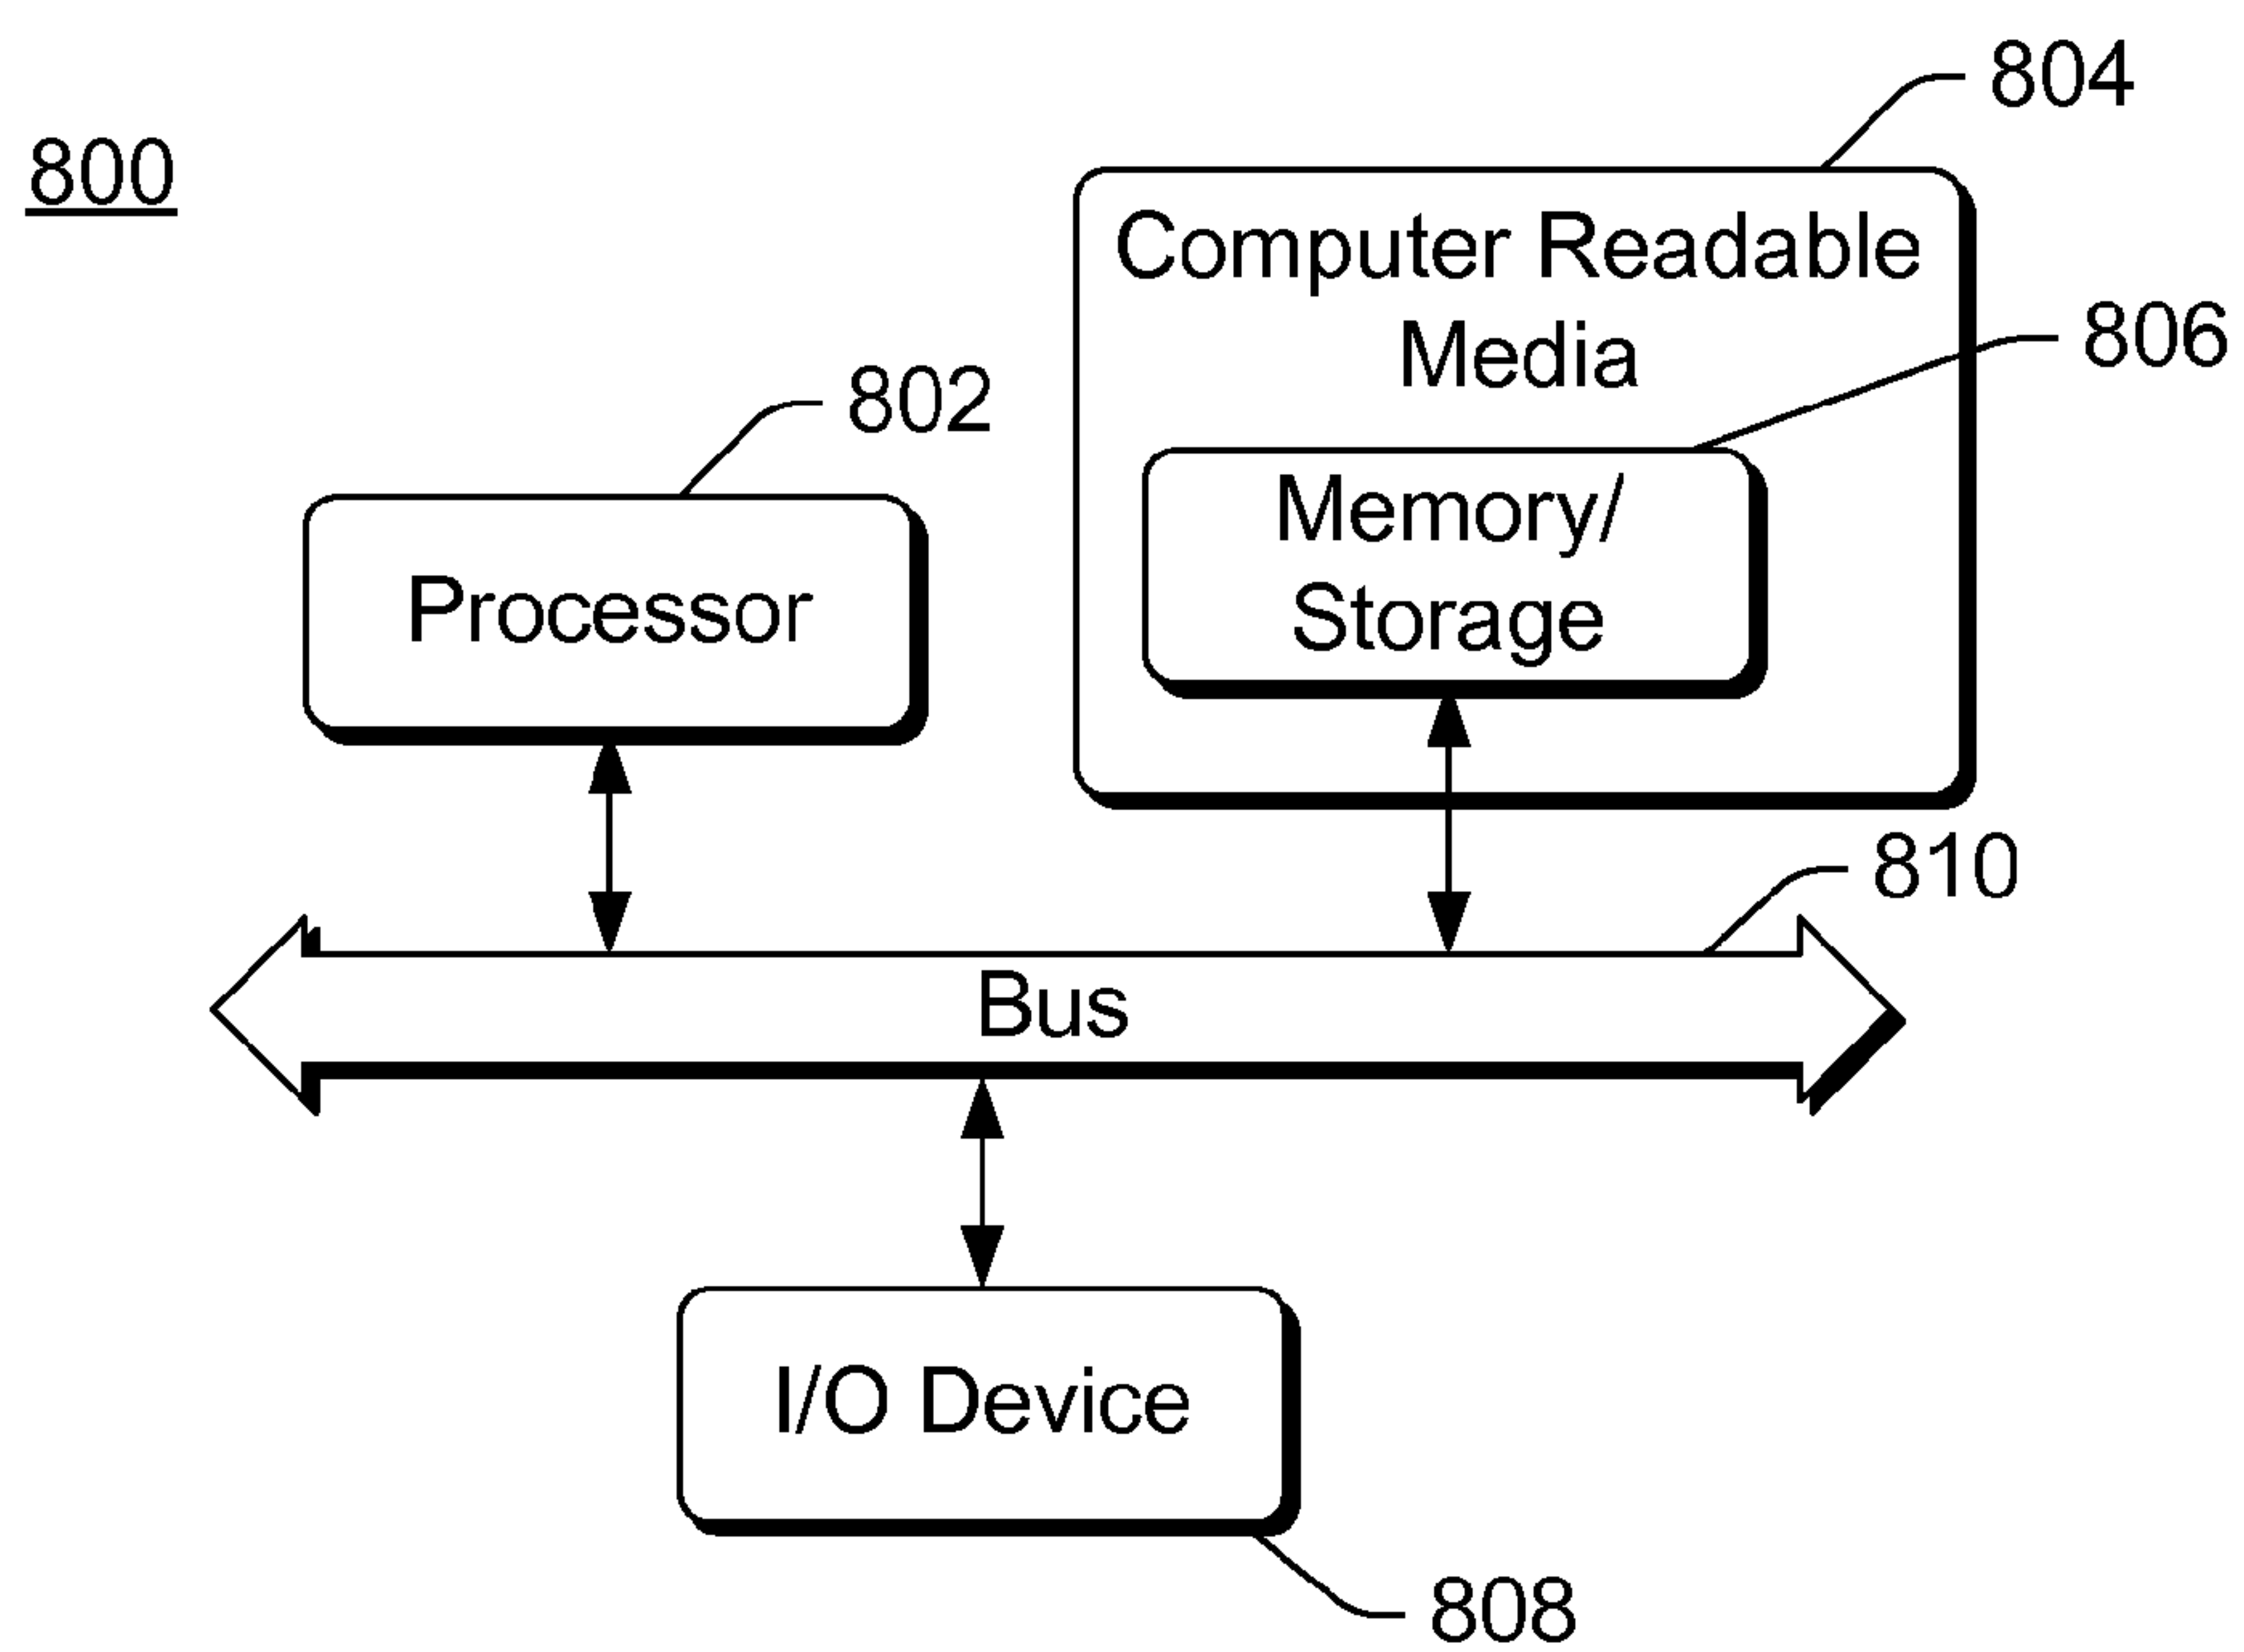 804
800
Computer Readable
Media
806
802
Memory/
Storage
Processor
810
Bus
I/O Device
808